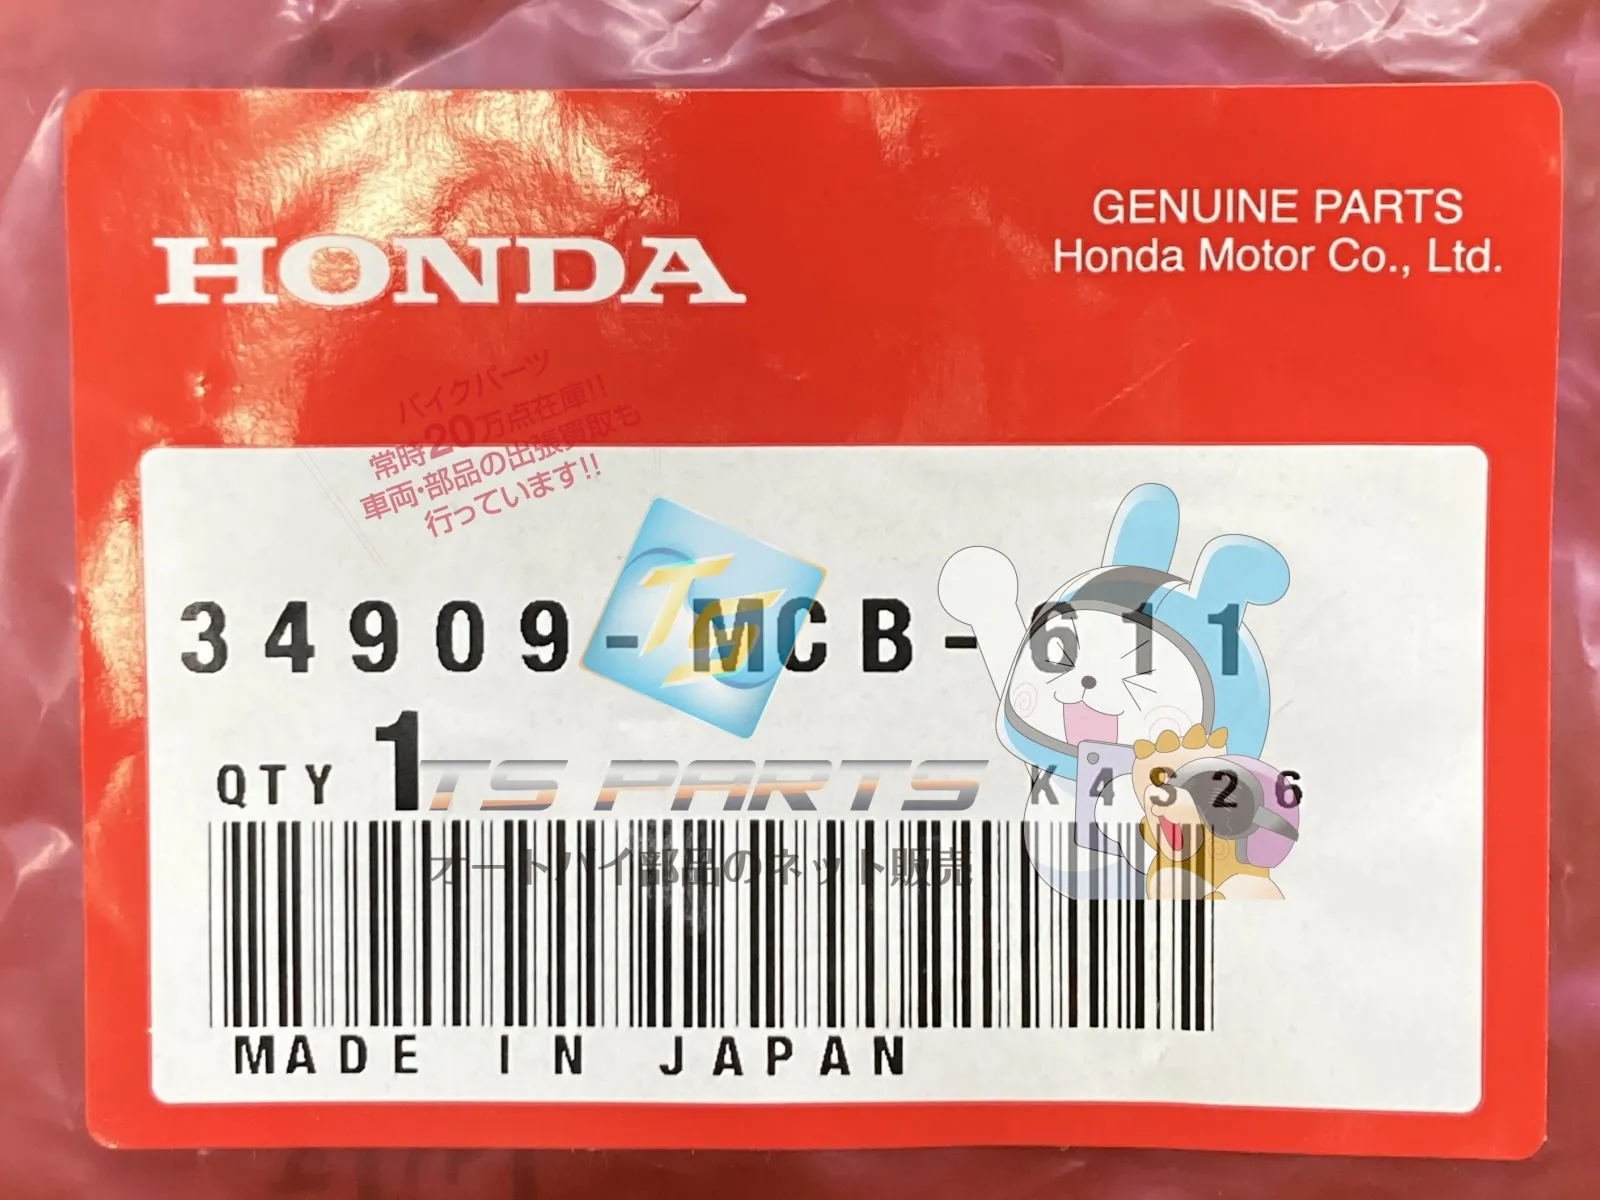 GENUINE PARTS
HONDA
Honda Motor Co., Ltd.
バイクパーツ
常時20万点在庫!!
車両・部品の出張買取も
行っています!!
34909-MCB-611
TS
QTY 1
TS PARTS
K4S26
オートバイ部品のネット販売
MADE IN JAPAN